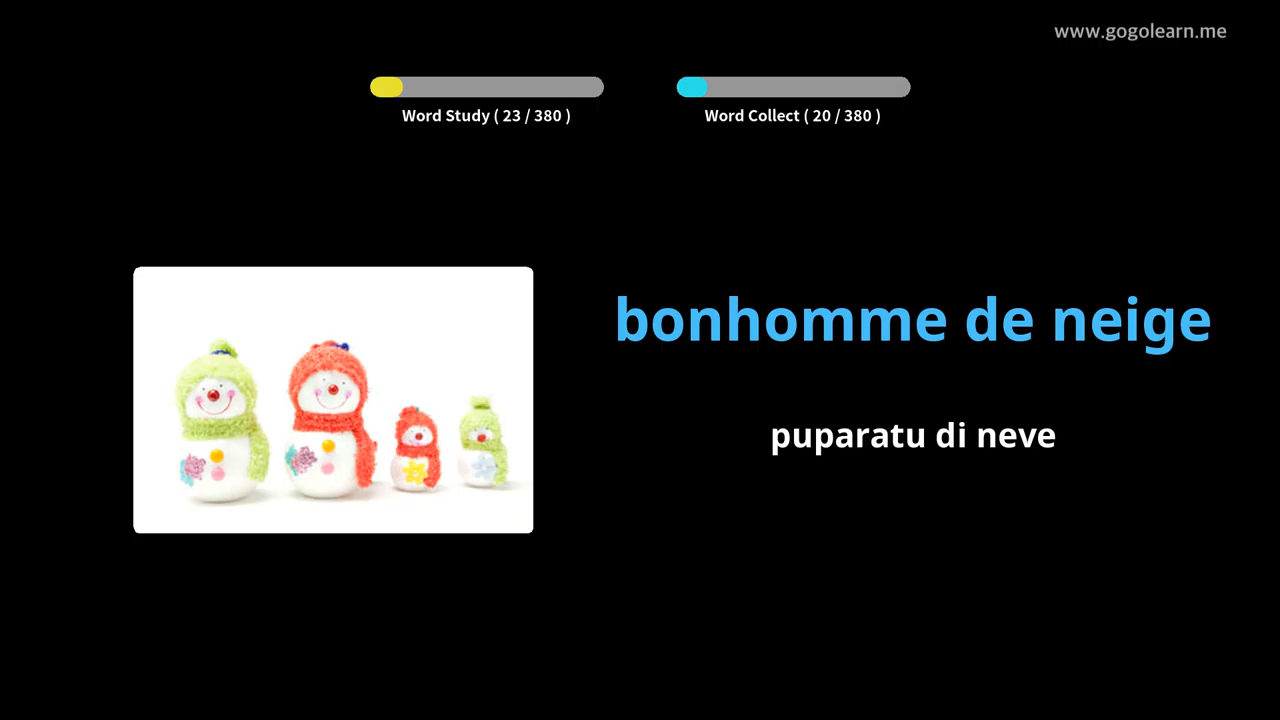 www.gogolearn.me
Word Study ( 23 / 380 )
Word Collect ( 20 / 380 )
bonhomme de neige
puparatu di neve